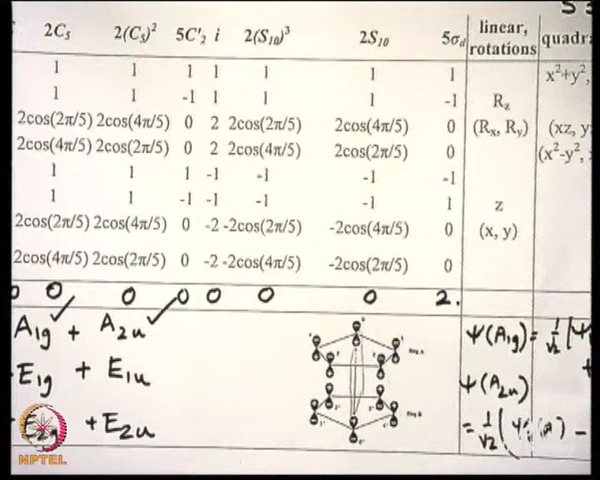 2C₅ 2(C₅)² 5C'₂ i 2(S₁₀)³ 2S₁₀ 5σd linear, rotations
1 1 1 1 1 1 1 x²+y²,
1 1 -1 1 1 1 -1 Rz
2cos(2π/5) 2cos(4π/5) 0 2 2cos(2π/5) 2cos(4π/5) 0 (Rx, Ry) (xz, y
2cos(4π/5) 2cos(2π/5) 0 2 2cos(4π/5) 2cos(2π/5) 0 (x²-y²,
1 1 1 -1 -1 -1 -1
1 1 -1 -1 -1 -1 1 z
2cos(2π/5) 2cos(4π/5) 0 -2 -2cos(2π/5) -2cos(4π/5) 0 (x, y)
2cos(4π/5) 2cos(2π/5) 0 -2 -2cos(4π/5) -2cos(2π/5) 0
0 0 0 0 0 0 2.
A₁g + A₂u
E₁g + E₁u
E₂g + E₂u
Ring A
Ring B
Ψ(A₁g) = 1/√2 [Ψ
+
Ψ(A₂u)
= 1/√2 (Ψ (A) -
NPTEL